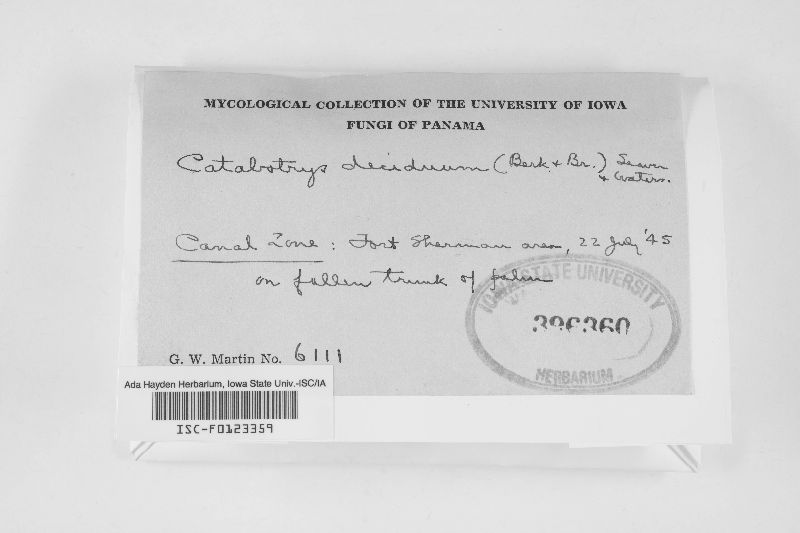 MYCOLOGICAL COLLECTION OF THE UNIVERSITY OF IOWA
FUNGI OF PANAMA
Catabotrys deciduum (Berk. & Br.) Seaver
& Waters.
Canal Zone : Fort Sherman area, 22 July '45
on fallen trunk of palm
IOWA STATE UNIVERSITY
396360
HERBARIUM
G. W. Martin No. 6111
Ada Hayden Herbarium, Iowa State Univ.-ISC/IA
ISC-F0123359